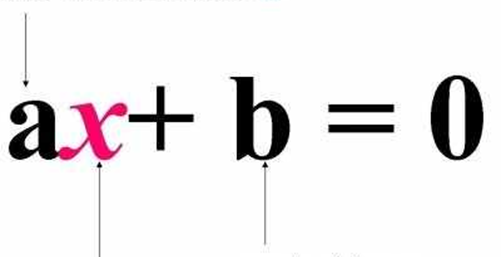 ax + b = 0